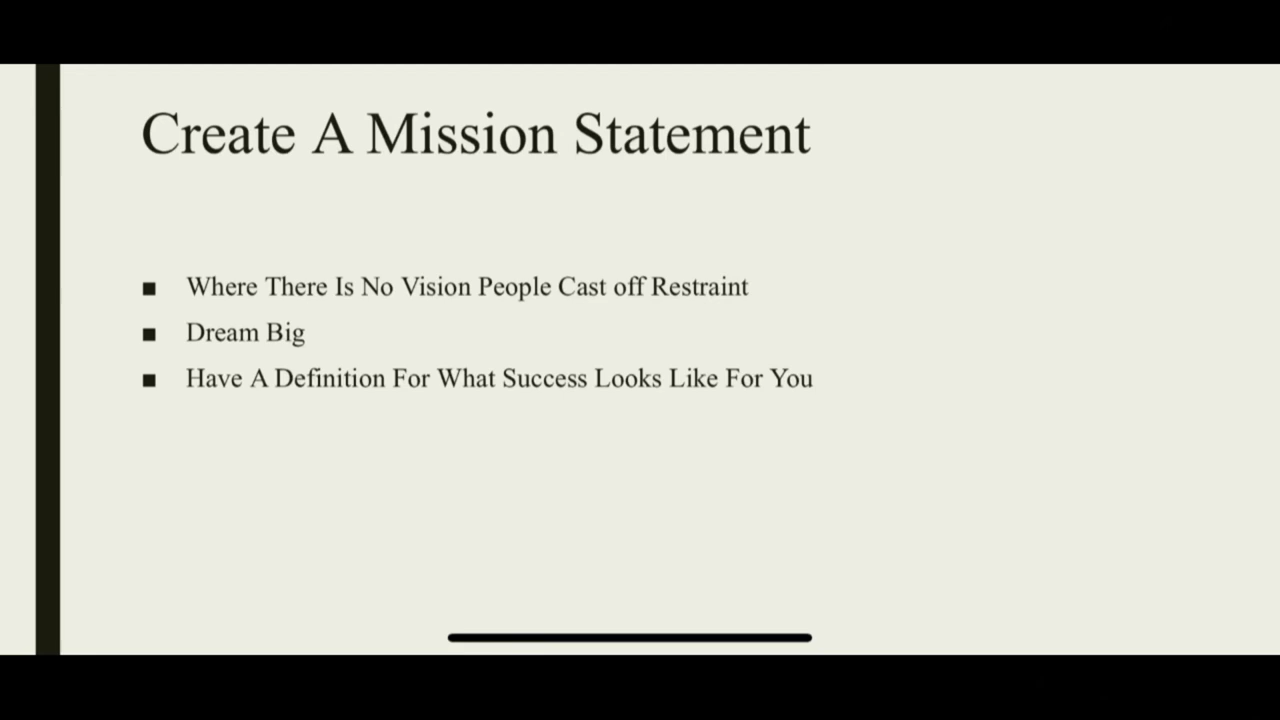 Create A Mission Statement
■ Where There Is No Vision People Cast off Restraint
■ Dream Big
■ Have A Definition For What Success Looks Like For You